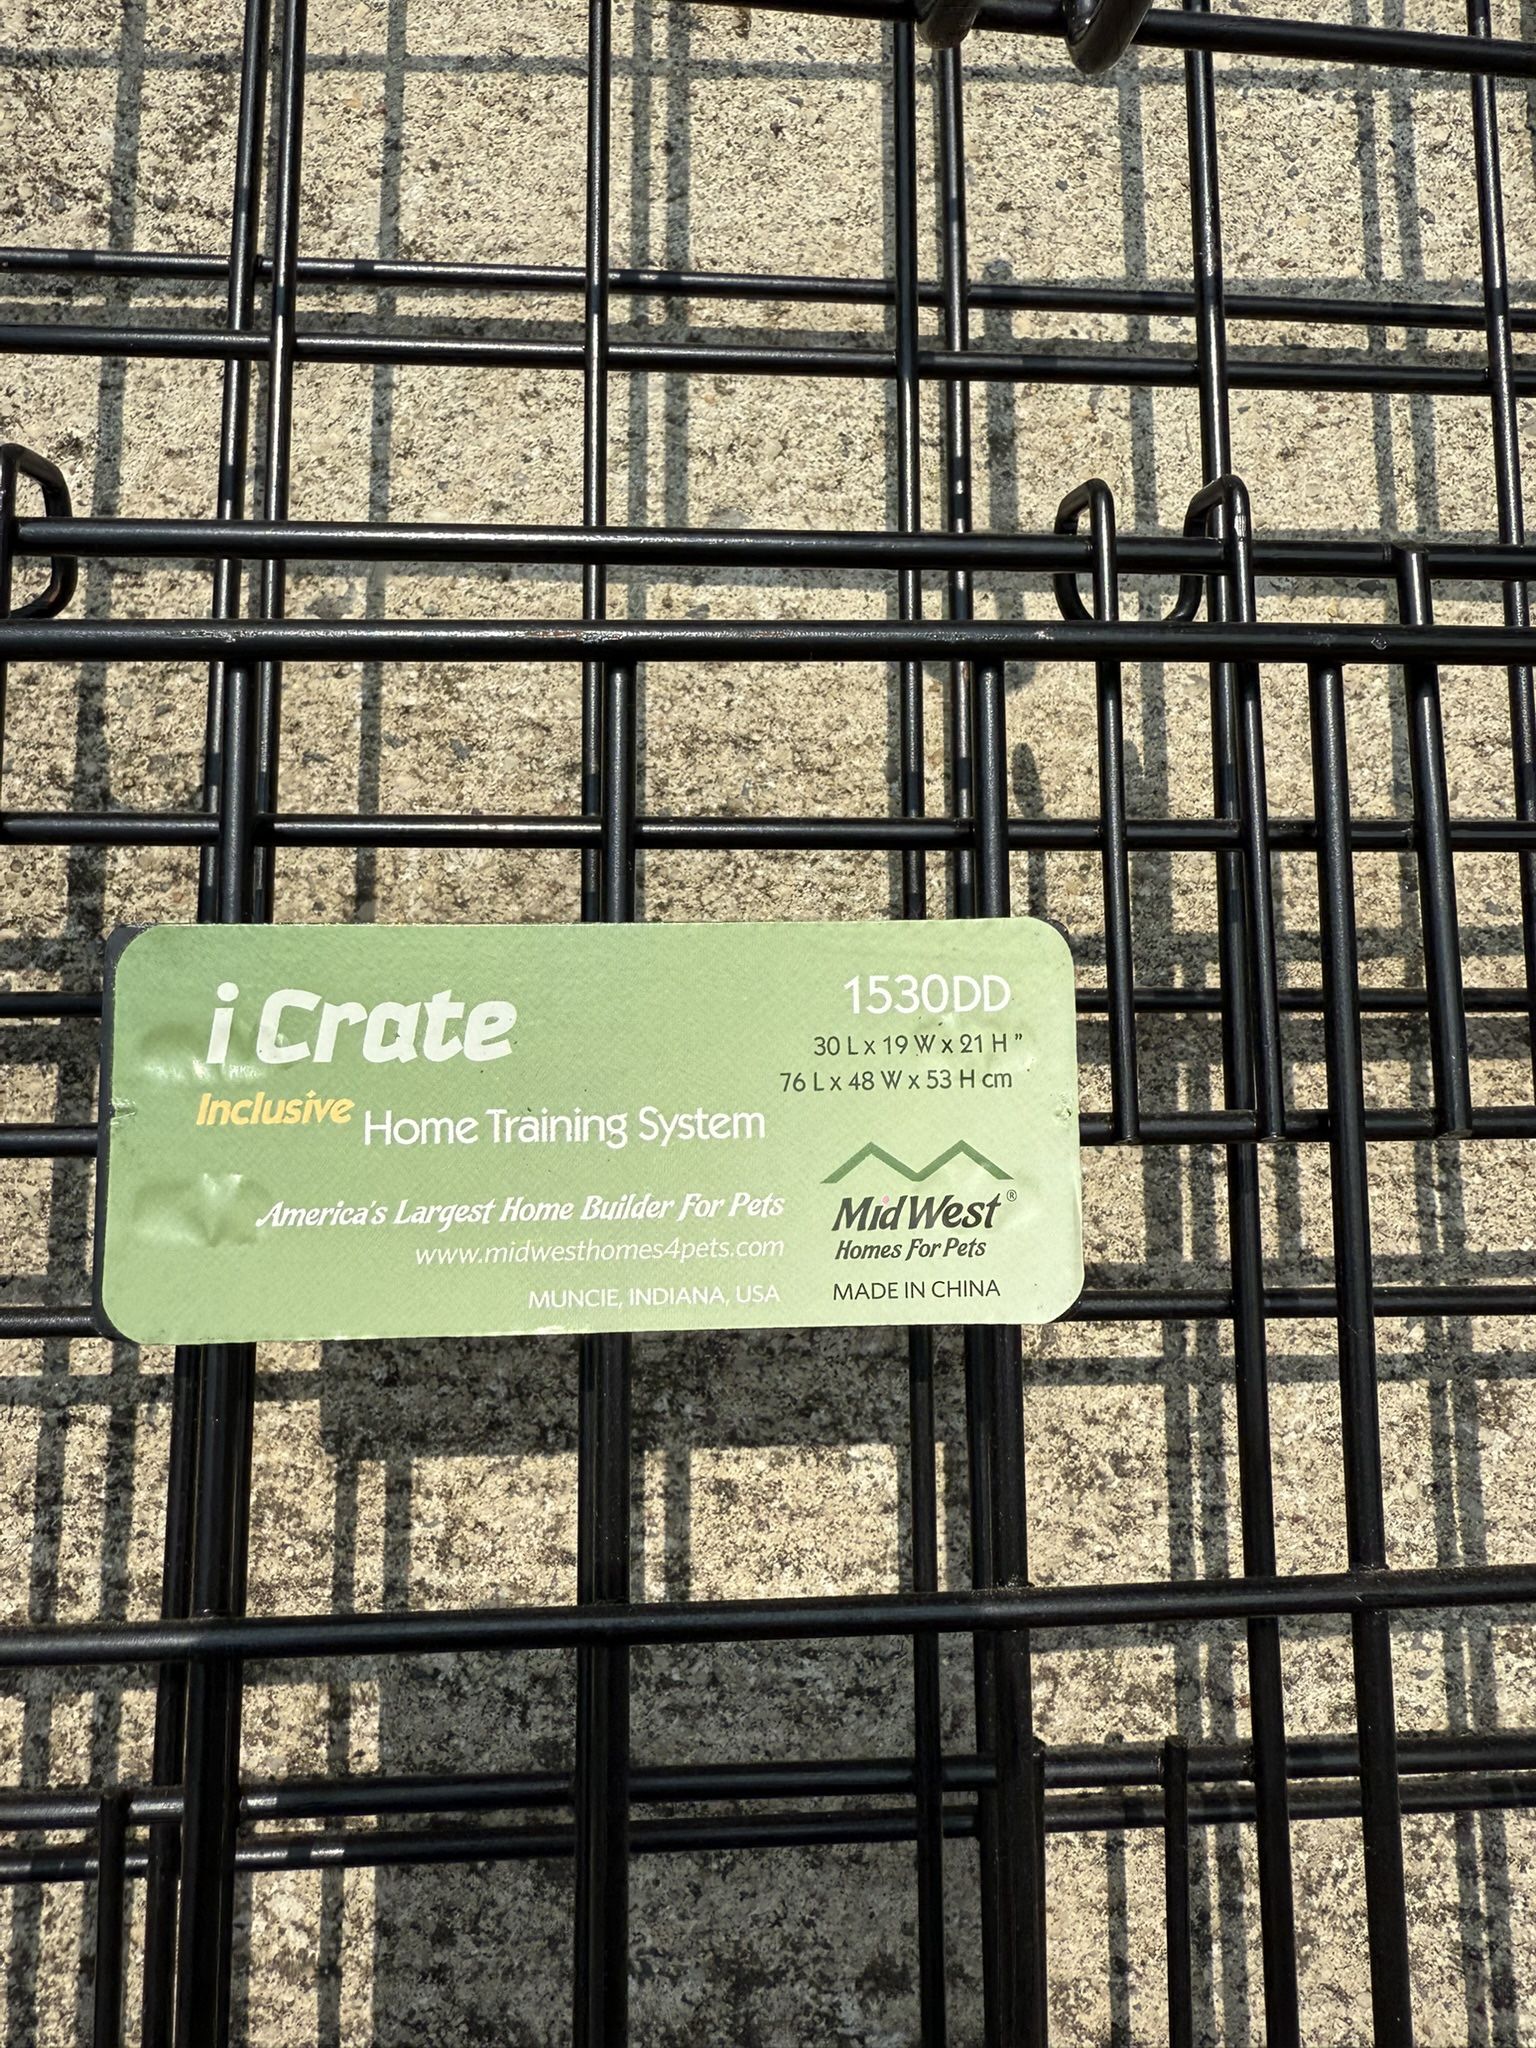 i Crate
1530DD
30 L x 19 W x 21 H "
76 L x 48 W x 53 H cm
Inclusive Home Training System
America's Largest Home Builder For Pets
www.midwesthomes4pets.com
MUNCIE, INDIANA, USA
MidWest®
Homes For Pets
MADE IN CHINA